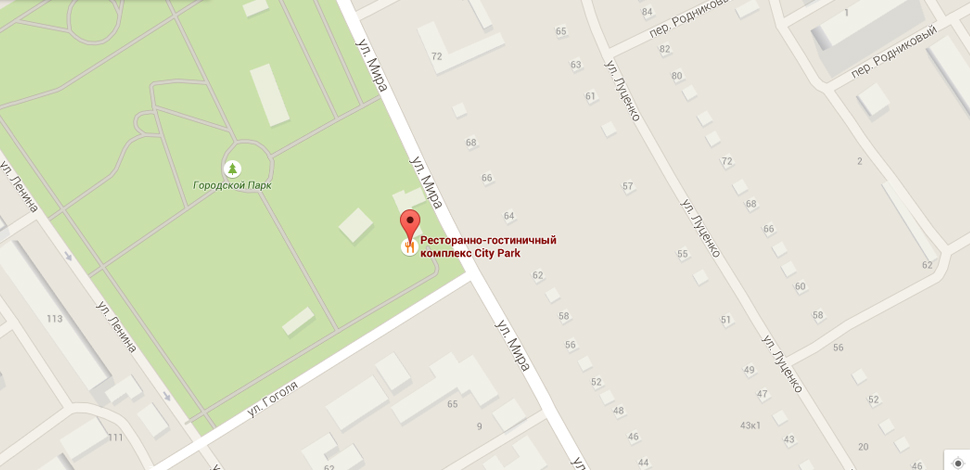 пер. Родниковый
84
1
65
82
ул. Мира
72
пер. Родниковый
63
80
ул. Луценко
61
68
72
2
ул. Ленина
Городской Парк
ул. Мира
66
57
68
64
ул. Луценко
66
Ресторанно-гостиничный
комплекс City Park
55
62
62
60
ул. Ленина
113
58
51
58
ул. Мира
56
ул. Луценко
56
49
52
47
ул. Гоголя
65
54
48
9
43к1
43
20
111
46
44
62